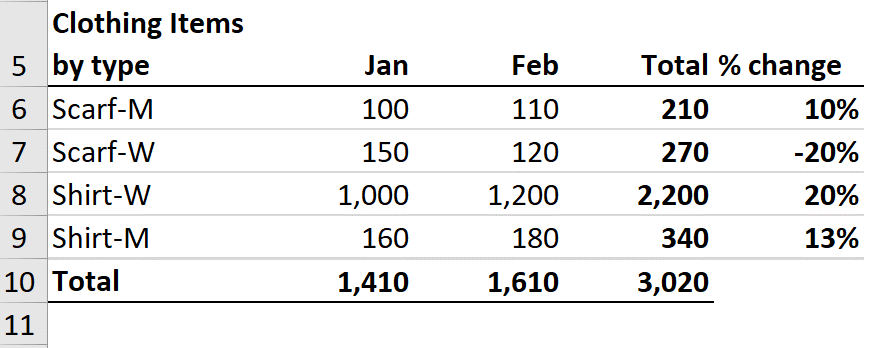 Clothing Items
5 by type Jan Feb Total % change
6 Scarf-M 100 110 210 10%
7 Scarf-W 150 120 270 -20%
8 Shirt-W 1,000 1,200 2,200 20%
9 Shirt-M 160 180 340 13%
10 Total 1,410 1,610 3,020
11